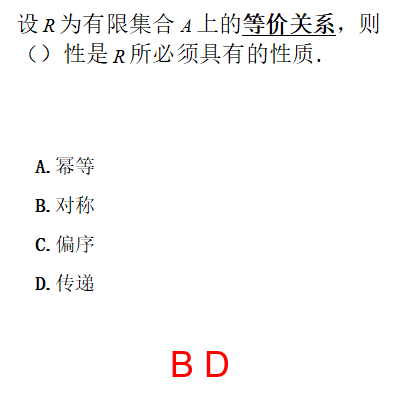 设 R 为有限集合 A 上的等价关系，则
（）性是 R 所必须具有的性质.
A. 幂等
B. 对称
C. 偏序
D. 传递
B D